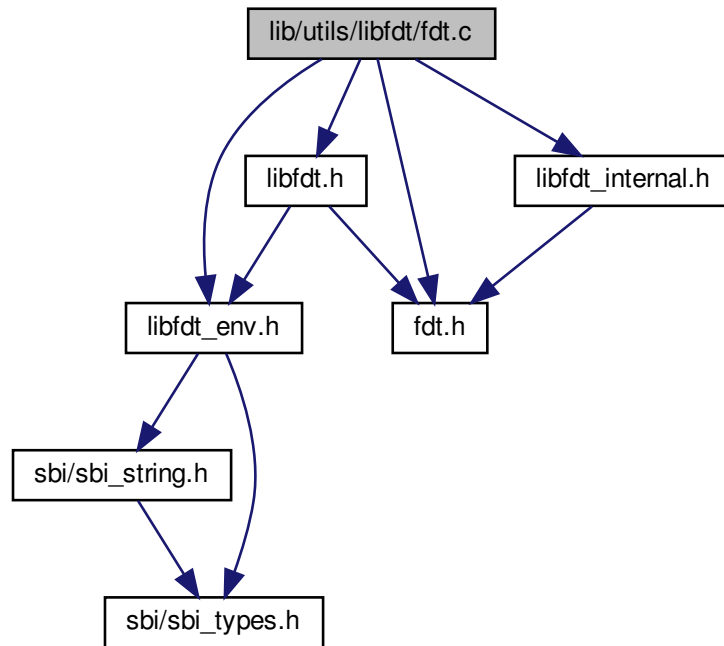 lib/utils/libfdt/fdt.c
libfdt.h
libfdt_internal.h
libfdt_env.h
fdt.h
sbi/sbi_string.h
sbi/sbi_types.h